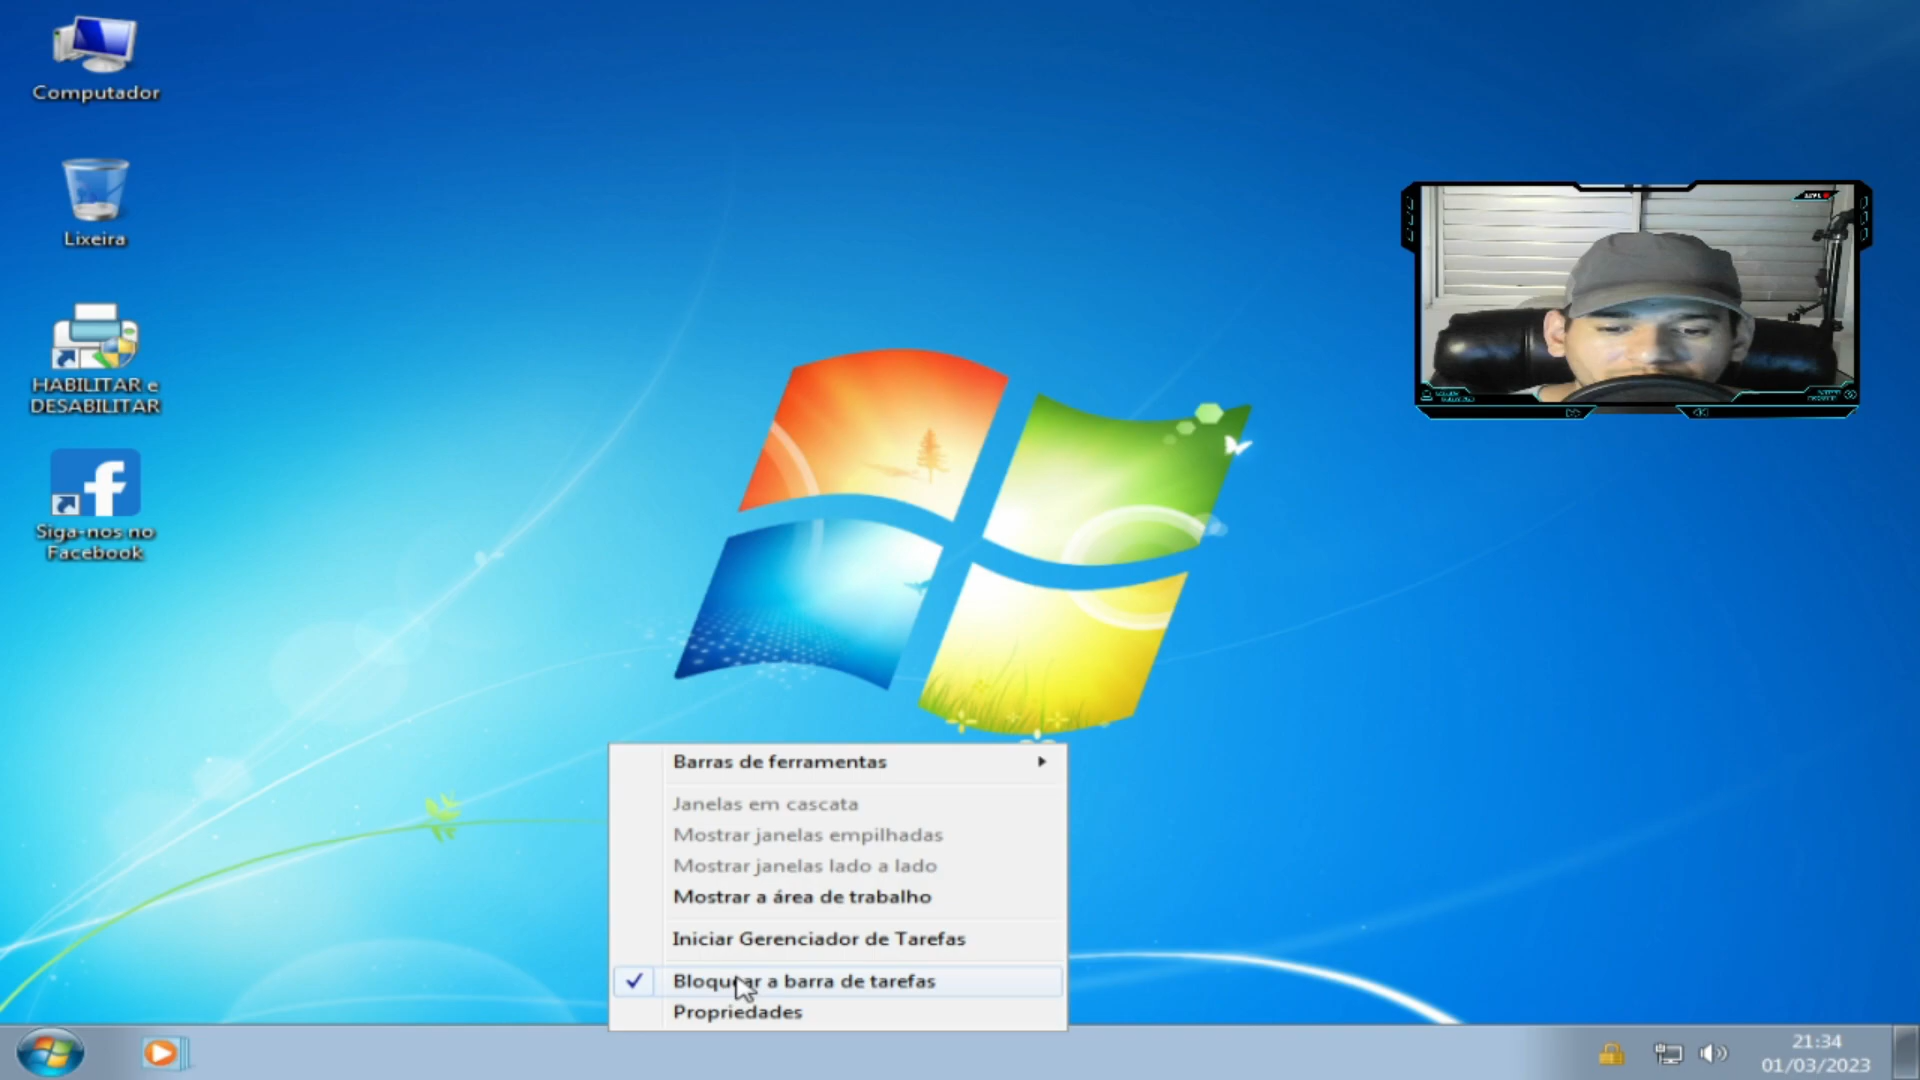 Computador
Lixeira
HABILITAR e
DESABILITAR
Siga-nos no
Facebook
Barras de ferramentas
Janelas em cascata
Mostrar janelas empilhadas
Mostrar janelas lado a lado
Mostrar a área de trabalho
Iniciar Gerenciador de Tarefas
Bloquear a barra de tarefas
Propriedades
21:34
01/03/2023